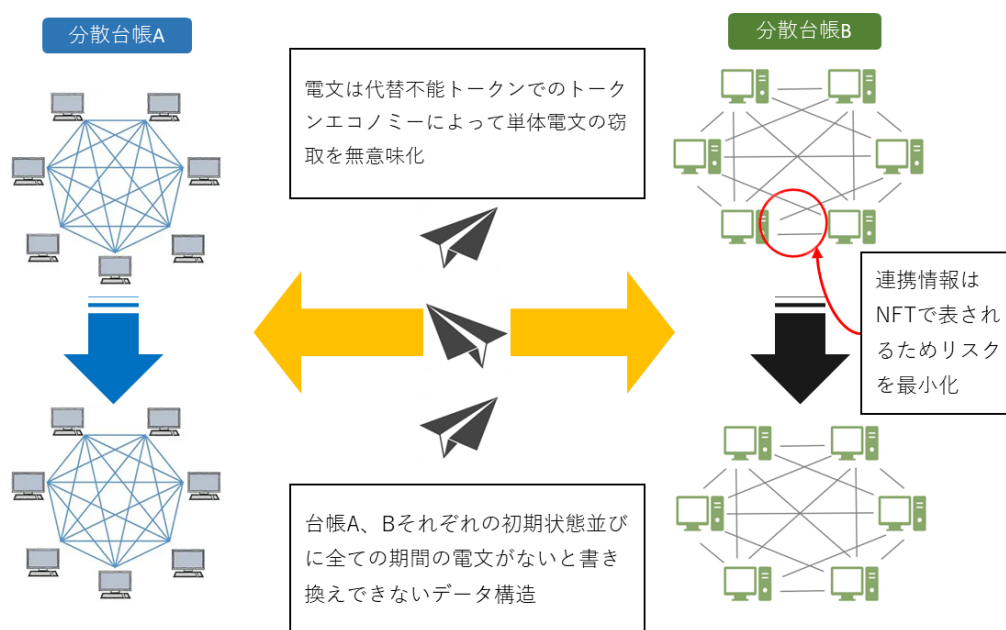 分散台帳A
分散台帳B
電文は代替不能トークンでのトーク
ンエコノミーによって単体電文の窃
取を無意味化
連携情報は
NFTで表され
るためリスク
を最小化
台帳A、Bそれぞれの初期状態並び
に全ての期間の電文がないと書き
換えできないデータ構造